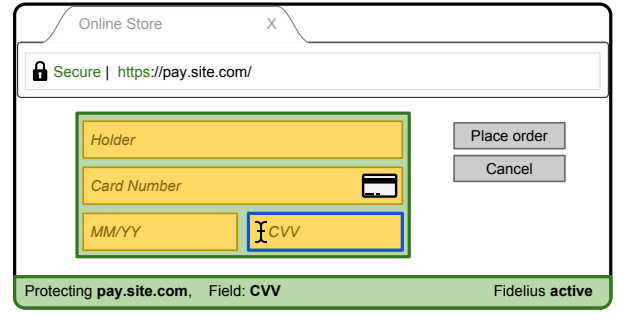 Online Store X
Secure | https://pay.site.com/
Holder
Place order
Card Number
Cancel
MM/YY
CVV
Protecting pay.site.com, Field: CVV Fidelius active